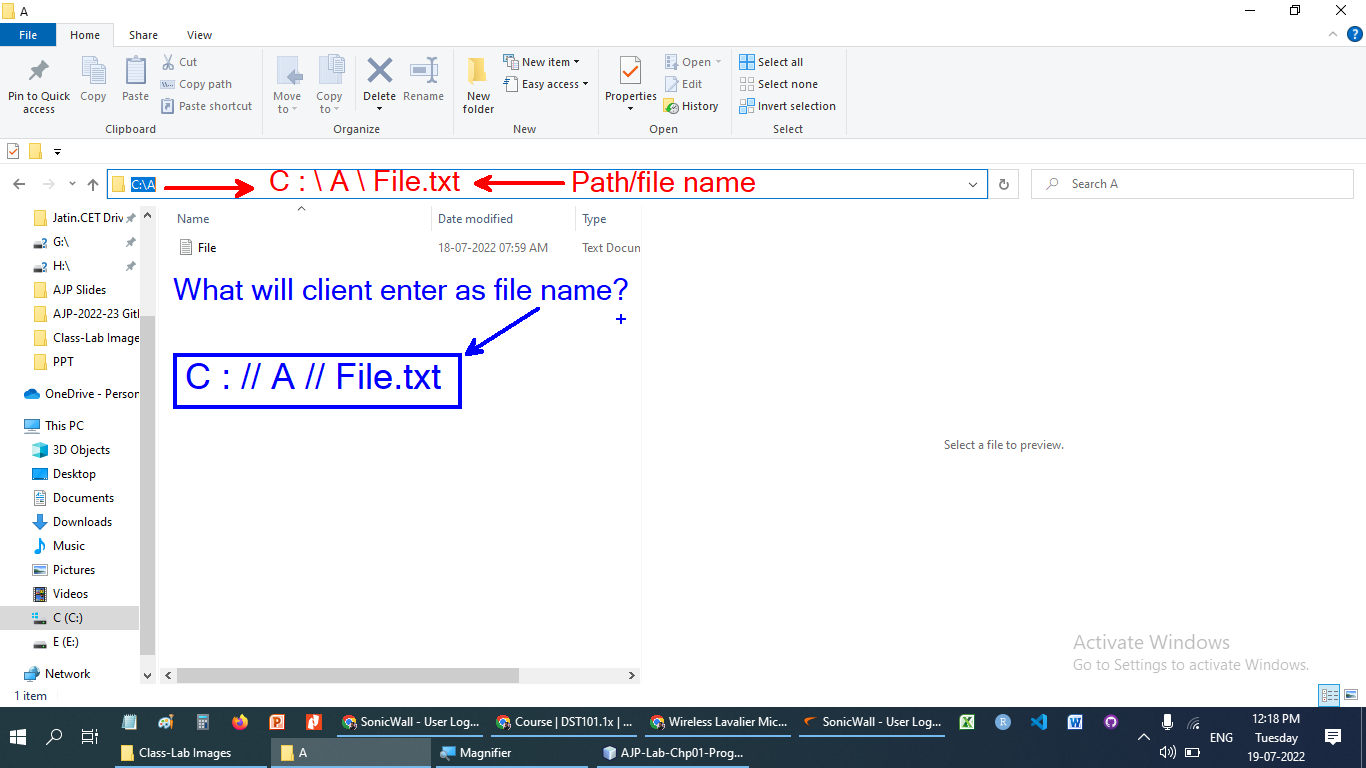 A
File
Home
Share
View
Pin to Quick access
Copy
Paste
Cut
Copy path
Paste shortcut
Clipboard
Move to
Copy to
Delete
Rename
Organize
New folder
New item
Easy access
New
Properties
Open
Edit
History
Open
Select all
Select none
Invert selection
Select
C:\A
C : \ A \ File.txt
Path/file name
Search A
Jatin.CET Driv
G:\
H:\
AJP Slides
AJP-2022-23 Gitl
Class-Lab Image
PPT
OneDrive - Person
This PC
3D Objects
Desktop
Documents
Downloads
Music
Pictures
Videos
C (C:)
E (E:)
Network
Name
Date modified
Type
File
18-07-2022 07:59 AM
Text Docun
What will client enter as file name?
C : // A // File.txt
Select a file to preview.
Activate Windows
Go to Settings to activate Windows.
1 item
SonicWall - User Log...
Course | DST101.1x | ...
Wireless Lavalier Mic...
SonicWall - User Log...
Class-Lab Images
A
Magnifier
AJP-Lab-Chp01-Prog...
ENG
12:18 PM
Tuesday
19-07-2022